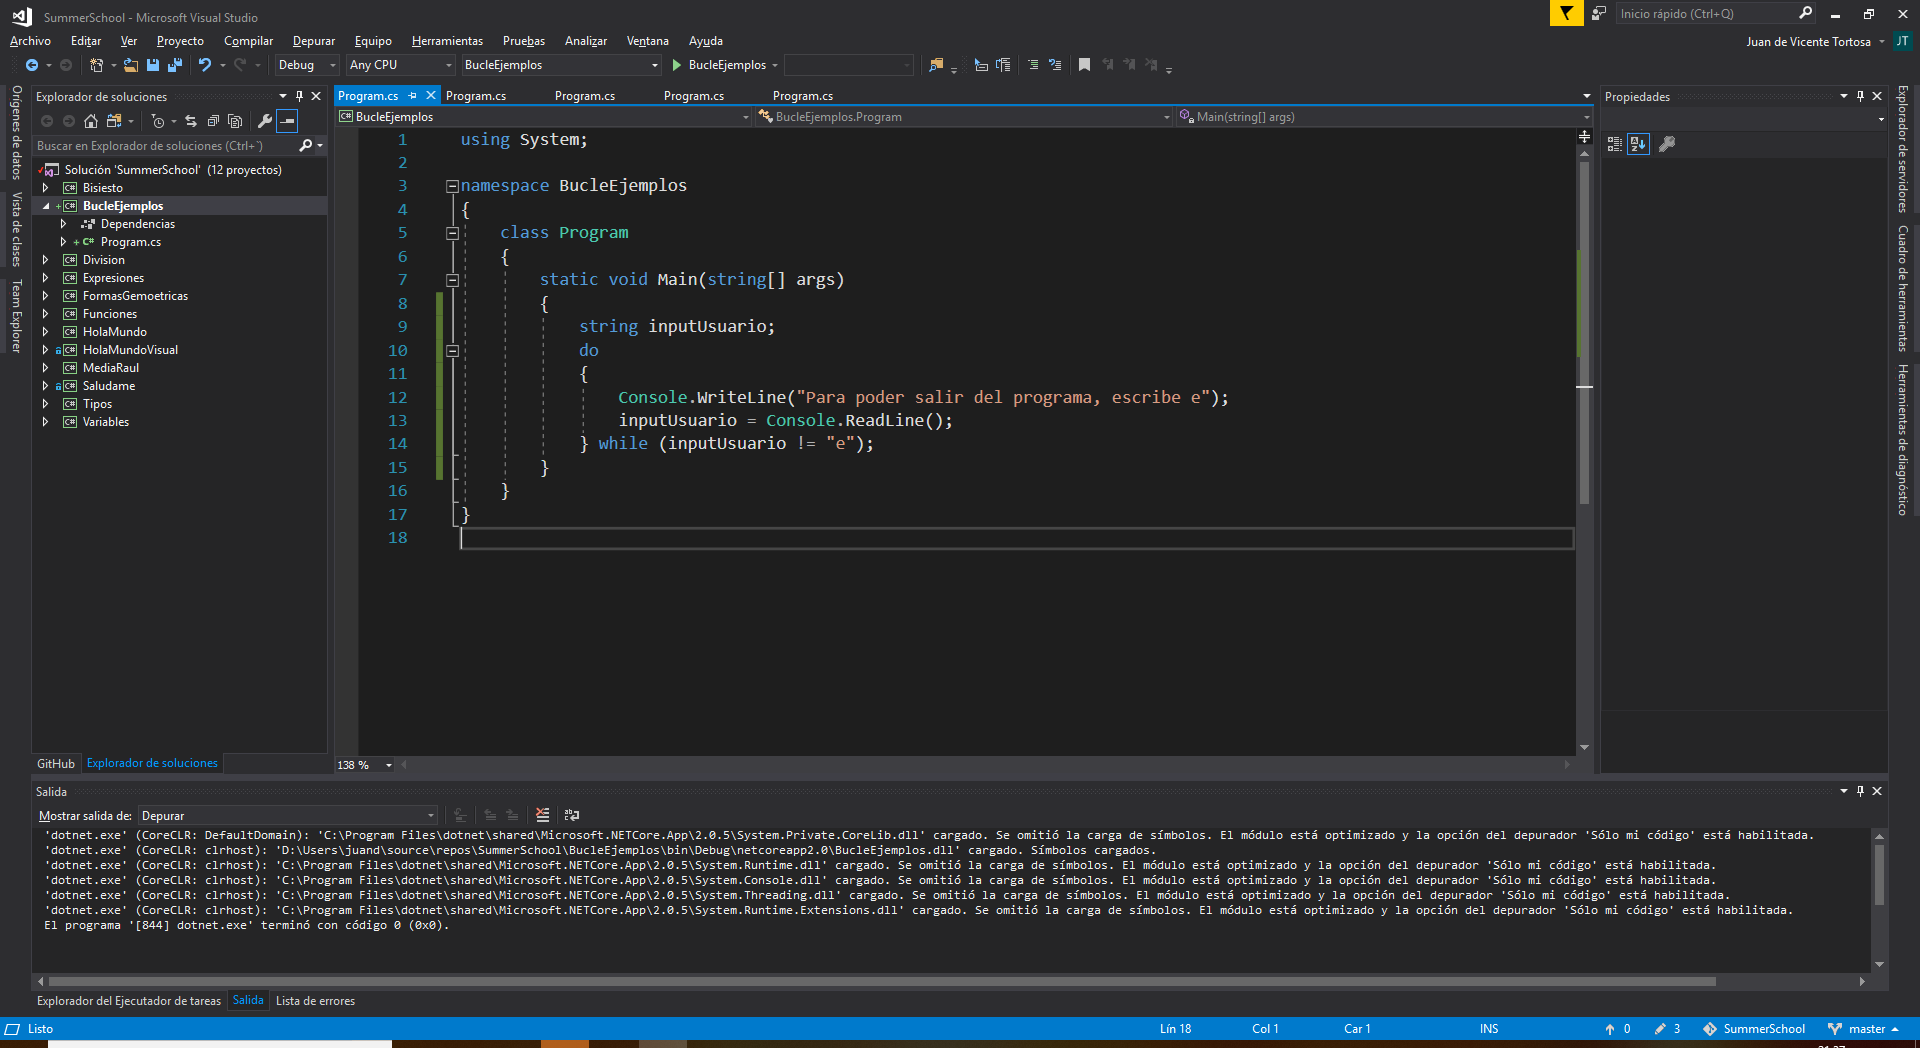 SummerSchool - Microsoft Visual Studio
Inicio rápido (Ctrl+Q)
Archivo Editar Ver Proyecto Compilar Depurar Equipo Herramientas Pruebas Analizar Ventana Ayuda
Juan de Vicente Tortosa JT
Debug Any CPU BucleEjemplos BucleEjemplos
Orígenes de datos
Vista de clases
Team Explorer
Explorador de soluciones
Buscar en Explorador de soluciones (Ctrl+`)
Solución 'SummerSchool' (12 proyectos)
C# Bisiesto
C# BucleEjemplos
Dependencias
C# Program.cs
C# Division
C# Expresiones
C# FormasGemoetricas
C# Funciones
C# HolaMundo
C# HolaMundoVisual
C# MediaRaul
C# Saludame
C# Tipos
C# Variables
GitHub Explorador de soluciones
Program.cs Program.cs Program.cs Program.cs Program.cs
C# BucleEjemplos BucleEjemplos.Program Main(string[] args)
1 using System;
2
3 namespace BucleEjemplos
4 {
5 class Program
6 {
7 static void Main(string[] args)
8 {
9 string inputUsuario;
10 do
11 {
12 Console.WriteLine("Para poder salir del programa, escribe e");
13 inputUsuario = Console.ReadLine();
14 } while (inputUsuario != "e");
15 }
16 }
17 }
18
138 %
Propiedades
Explorador de servidores
Cuadro de herramientas
Herramientas de diagnóstico
Salida
Mostrar salida de: Depurar
'dotnet.exe' (CoreCLR: DefaultDomain): 'C:\Program Files\dotnet\shared\Microsoft.NETCore.App\2.0.5\System.Private.CoreLib.dll' cargado. Se omitió la carga de símbolos. El módulo está optimizado y la opción del depurador 'Sólo mi código' está habilitada.
'dotnet.exe' (CoreCLR: clrhost): 'D:\Users\juand\source\repos\SummerSchool\BucleEjemplos\bin\Debug\netcoreapp2.0\BucleEjemplos.dll' cargado. Símbolos cargados.
'dotnet.exe' (CoreCLR: clrhost): 'C:\Program Files\dotnet\shared\Microsoft.NETCore.App\2.0.5\System.Runtime.dll' cargado. Se omitió la carga de símbolos. El módulo está optimizado y la opción del depurador 'Sólo mi código' está habilitada.
'dotnet.exe' (CoreCLR: clrhost): 'C:\Program Files\dotnet\shared\Microsoft.NETCore.App\2.0.5\System.Console.dll' cargado. Se omitió la carga de símbolos. El módulo está optimizado y la opción del depurador 'Sólo mi código' está habilitada.
'dotnet.exe' (CoreCLR: clrhost): 'C:\Program Files\dotnet\shared\Microsoft.NETCore.App\2.0.5\System.Threading.dll' cargado. Se omitió la carga de símbolos. El módulo está optimizado y la opción del depurador 'Sólo mi código' está habilitada.
'dotnet.exe' (CoreCLR: clrhost): 'C:\Program Files\dotnet\shared\Microsoft.NETCore.App\2.0.5\System.Runtime.Extensions.dll' cargado. Se omitió la carga de símbolos. El módulo está optimizado y la opción del depurador 'Sólo mi código' está habilitada.
El programa '[844] dotnet.exe' terminó con código 0 (0x0).
Explorador del Ejecutador de tareas Salida Lista de errores
Listo Lín 18 Col 1 Car 1 INS 0 3 SummerSchool master